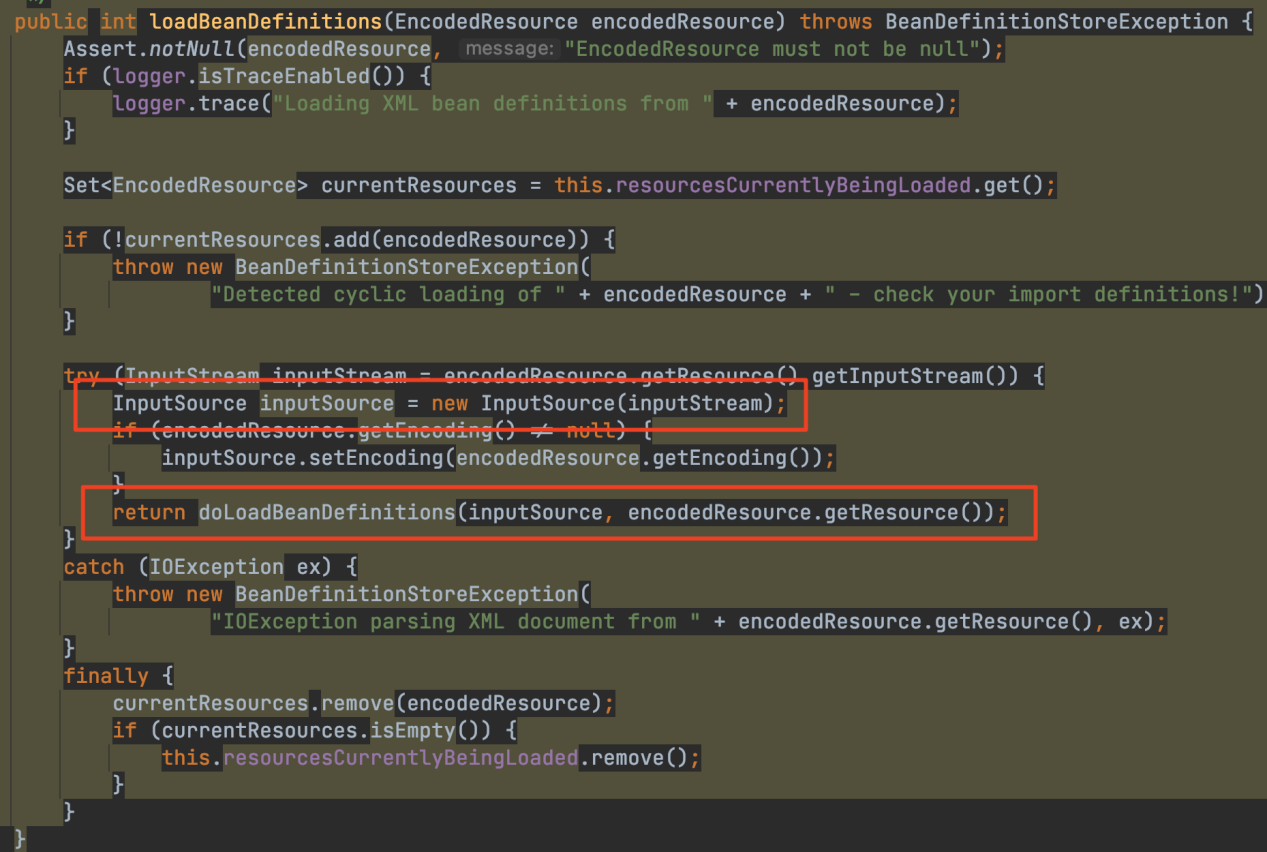 public int loadBeanDefinitions(EncodedResource encodedResource) throws BeanDefinitionStoreException {
Assert.notNull(encodedResource, message: "EncodedResource must not be null");
if (logger.isTraceEnabled()) {
logger.trace("Loading XML bean definitions from " + encodedResource);
}
Set<EncodedResource> currentResources = this.resourcesCurrentlyBeingLoaded.get();
if (!currentResources.add(encodedResource)) {
throw new BeanDefinitionStoreException(
"Detected cyclic loading of " + encodedResource + " - check your import definitions!")
}
try (InputStream inputStream = encodedResource.getResource().getInputStream()) {
InputSource inputSource = new InputSource(inputStream);
if (encodedResource.getEncoding() != null) {
inputSource.setEncoding(encodedResource.getEncoding());
}
return doLoadBeanDefinitions(inputSource, encodedResource.getResource());
}
catch (IOException ex) {
throw new BeanDefinitionStoreException(
"IOException parsing XML document from " + encodedResource.getResource(), ex);
}
finally {
currentResources.remove(encodedResource);
if (currentResources.isEmpty()) {
this.resourcesCurrentlyBeingLoaded.remove();
}
}
}